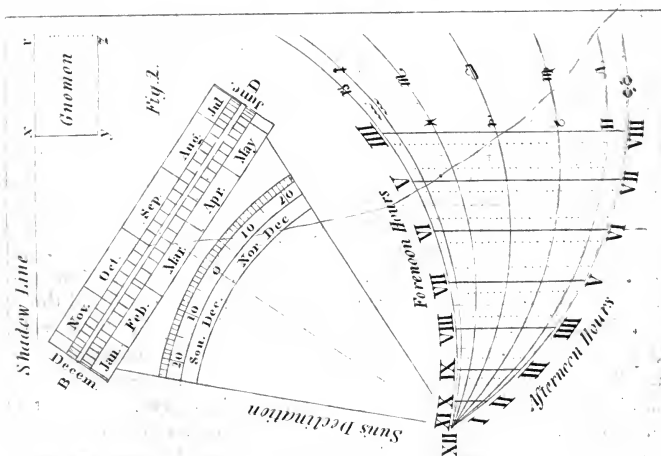 Shadow Line
x
r
y
z
Gnomon
Fig 2.
B
D
Decem.
June.
Nov. Oct. Sep. Aug. Jul
Jan. Feb. Mar. Apr. May
20 10 0 10 20
Sou. Dec. Nor Dec
Suns Declination
Forenoon Hours
XII XI X IX VIII VII VI V IIII
♑ ♐
♏
♓
♈
♉
♊
I II III IIII V VI VII VIII
Afternoon Hours